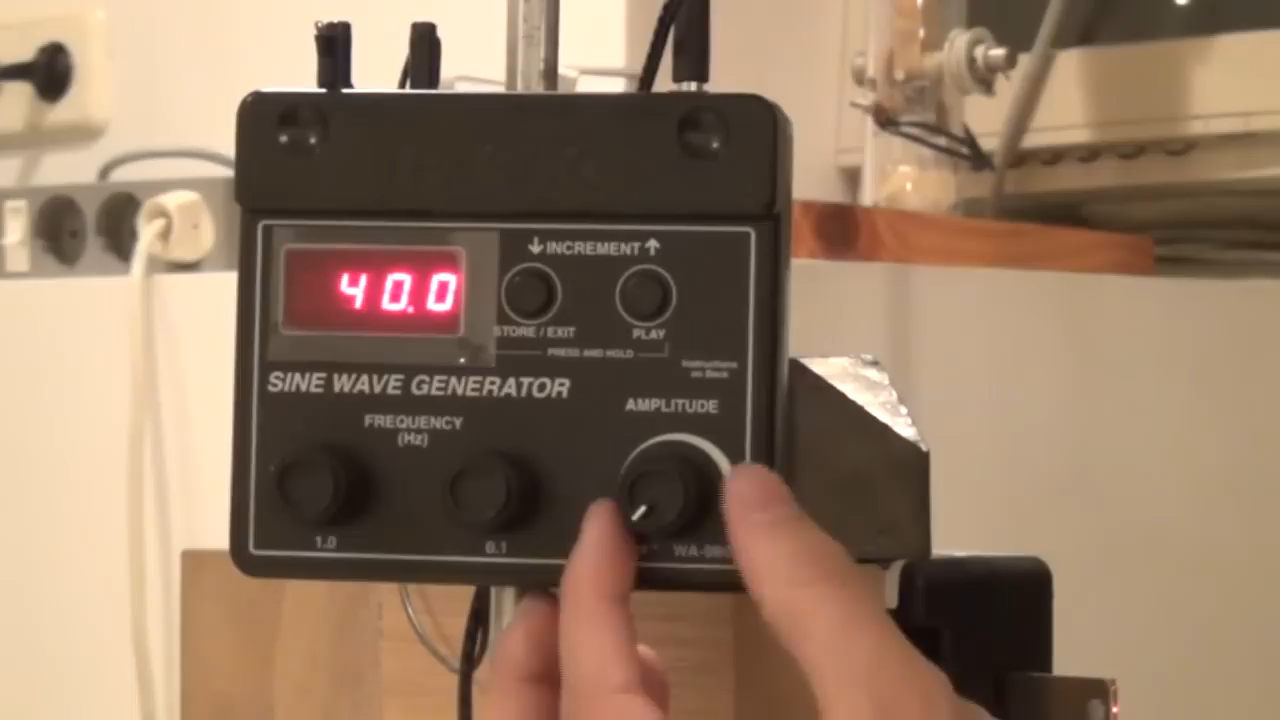 40.0
↓INCREMENT↑
STORE / EXIT
PLAY
PRESS AND HOLD
Instructions
on Back
SINE WAVE GENERATOR
AMPLITUDE
FREQUENCY
(Hz)
1.0
0.1